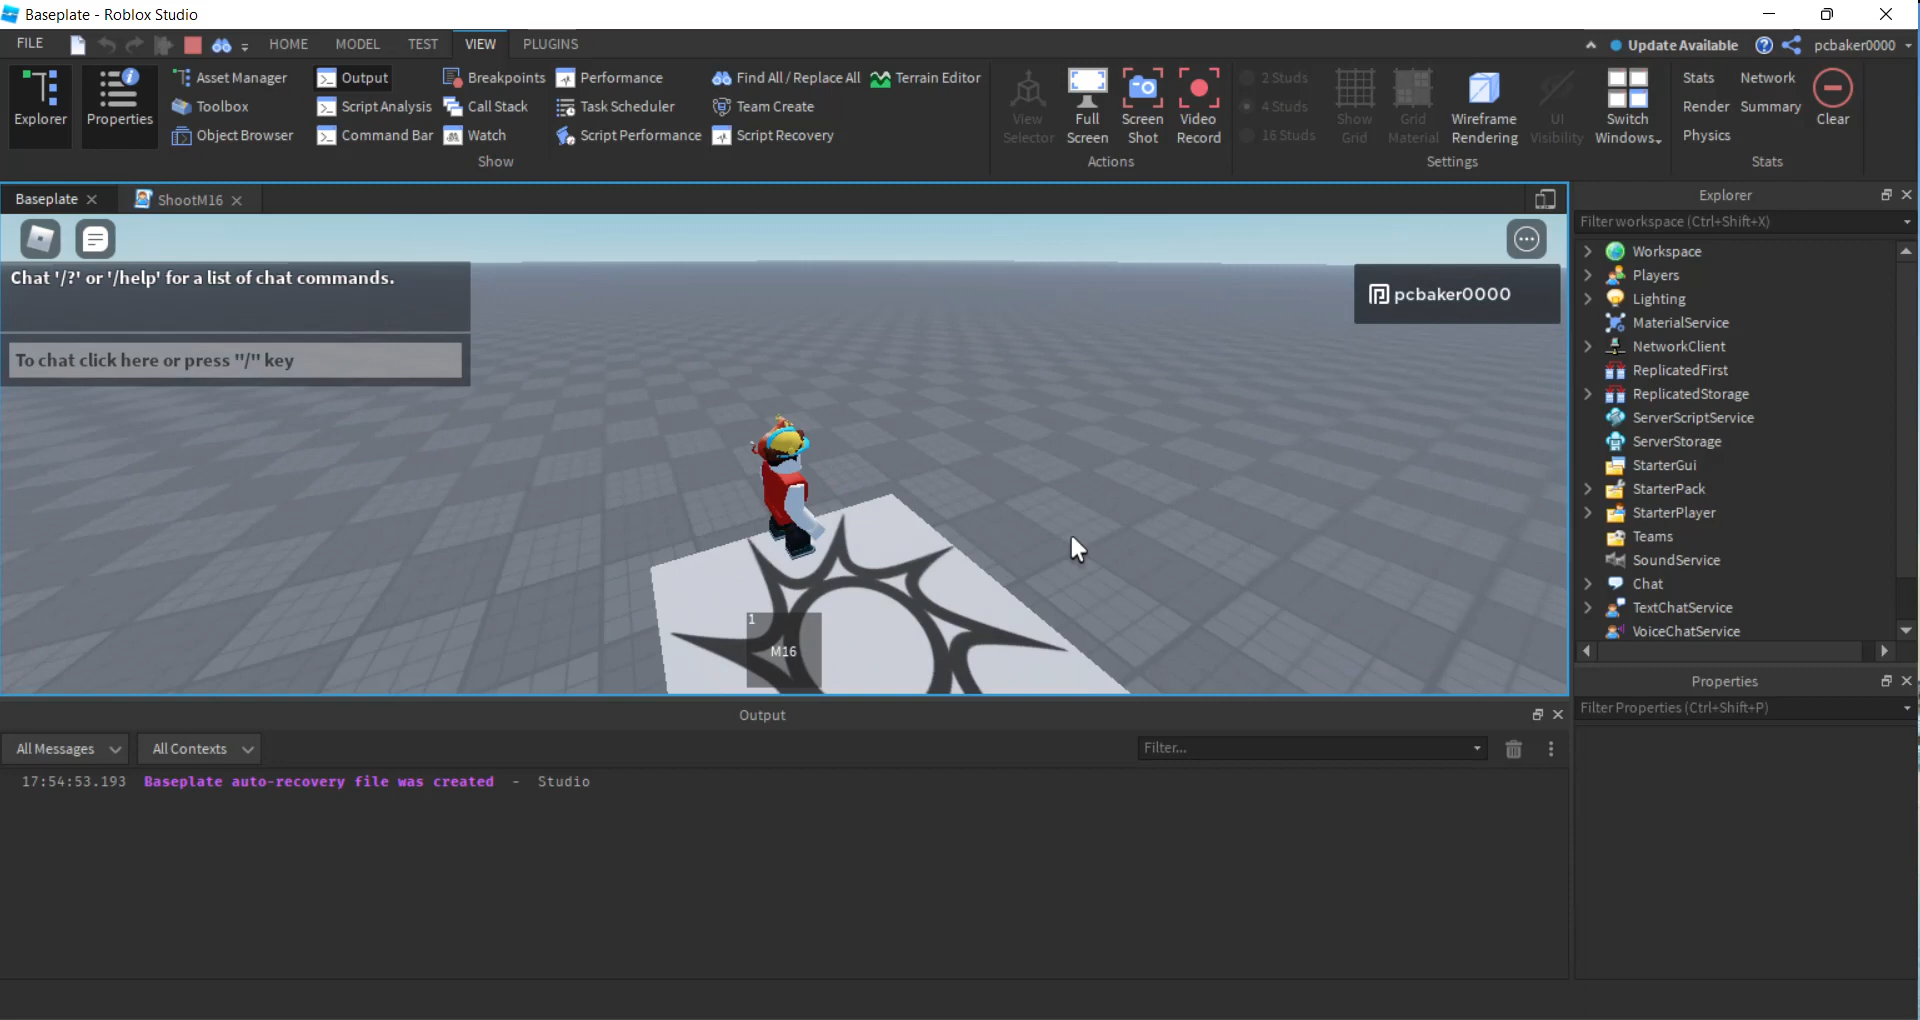 Baseplate - Roblox Studio
FILE
HOME
MODEL
TEST
VIEW
PLUGINS
Update Available
pcbaker0000
Explorer
Properties
Asset Manager
Toolbox
Object Browser
Output
Script Analysis
Command Bar
Breakpoints
Call Stack
Watch
Performance
Task Scheduler
Script Performance
Find All / Replace All
Team Create
Script Recovery
Terrain Editor
Show
View
Selector
Full
Screen
Screen
Shot
Video
Record
Actions
2 Studs
4 Studs
16 Studs
Show
Grid
Grid
Material
Wireframe
Rendering
UI
Visibility
Switch
Windows
Settings
Stats
Network
Render
Summary
Physics
Clear
Stats
Baseplate
ShootM16
Chat '/?' or '/help' for a list of chat commands.
To chat click here or press "/" key
pcbaker0000
1
M16
Explorer
Filter workspace (Ctrl+Shift+X)
Workspace
Players
Lighting
MaterialService
NetworkClient
ReplicatedFirst
ReplicatedStorage
ServerScriptService
ServerStorage
StarterGui
StarterPack
StarterPlayer
Teams
SoundService
Chat
TextChatService
VoiceChatService
Properties
Filter Properties (Ctrl+Shift+P)
Output
All Messages
All Contexts
Filter...
17:54:53.193 Baseplate auto-recovery file was created - Studio